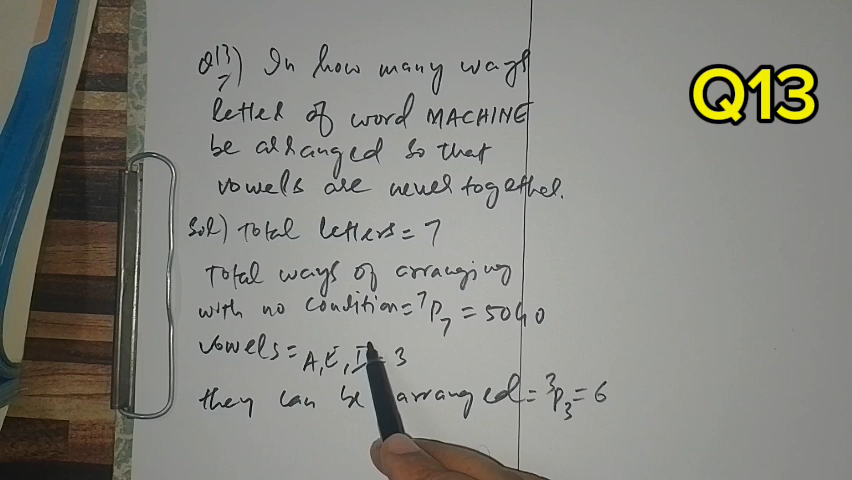 Q13) In how many ways
letter of word MACHINE
be arranged so that
vowels are never together.
Sol) Total letters = 7
Total ways of arranging
with no condition = ⁷P₇ = 5040
vowels = A, E, I = 3
they can be arranged = ³P₃ = 6
Q13